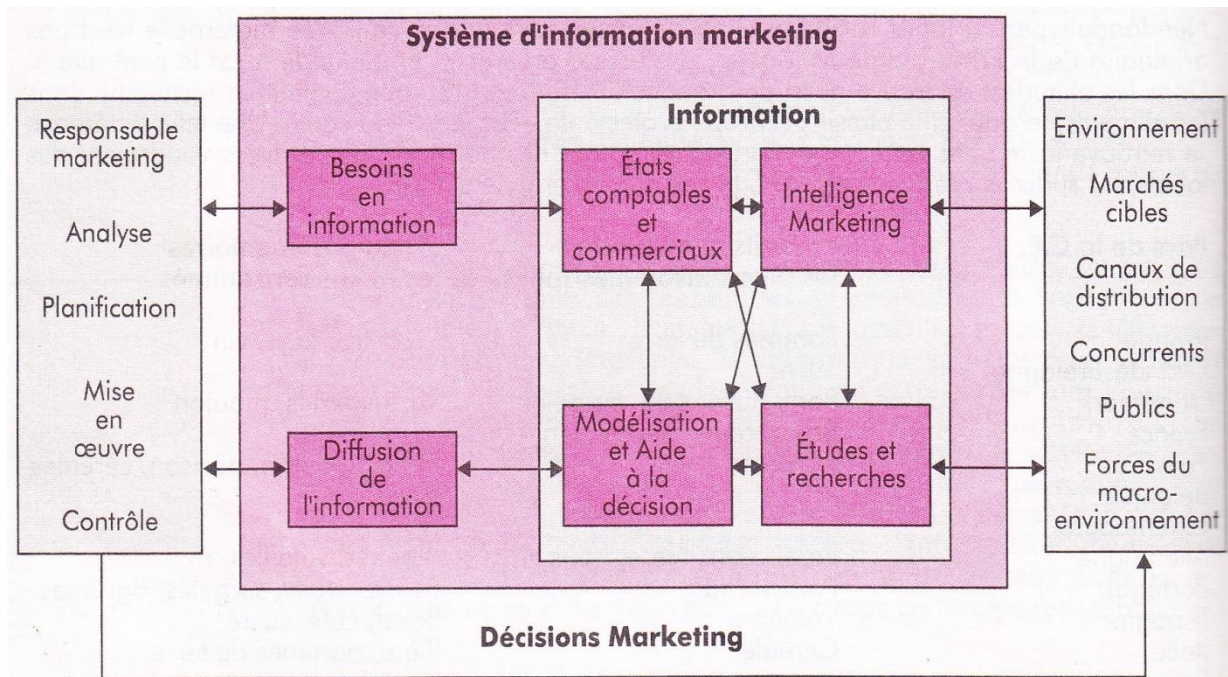 Système d'information marketing
Responsable
marketing
Analyse
Planification
Mise
en
œuvre
Contrôle
Besoins
en
information
Diffusion
de
l'information
Information
États
comptables
et
commerciaux
Intelligence
Marketing
Modélisation
et Aide
à la
décision
Études et
recherches
Environnement
Marchés
cibles
Canaux de
distribution
Concurrents
Publics
Forces du
macro-
environnement
Décisions Marketing